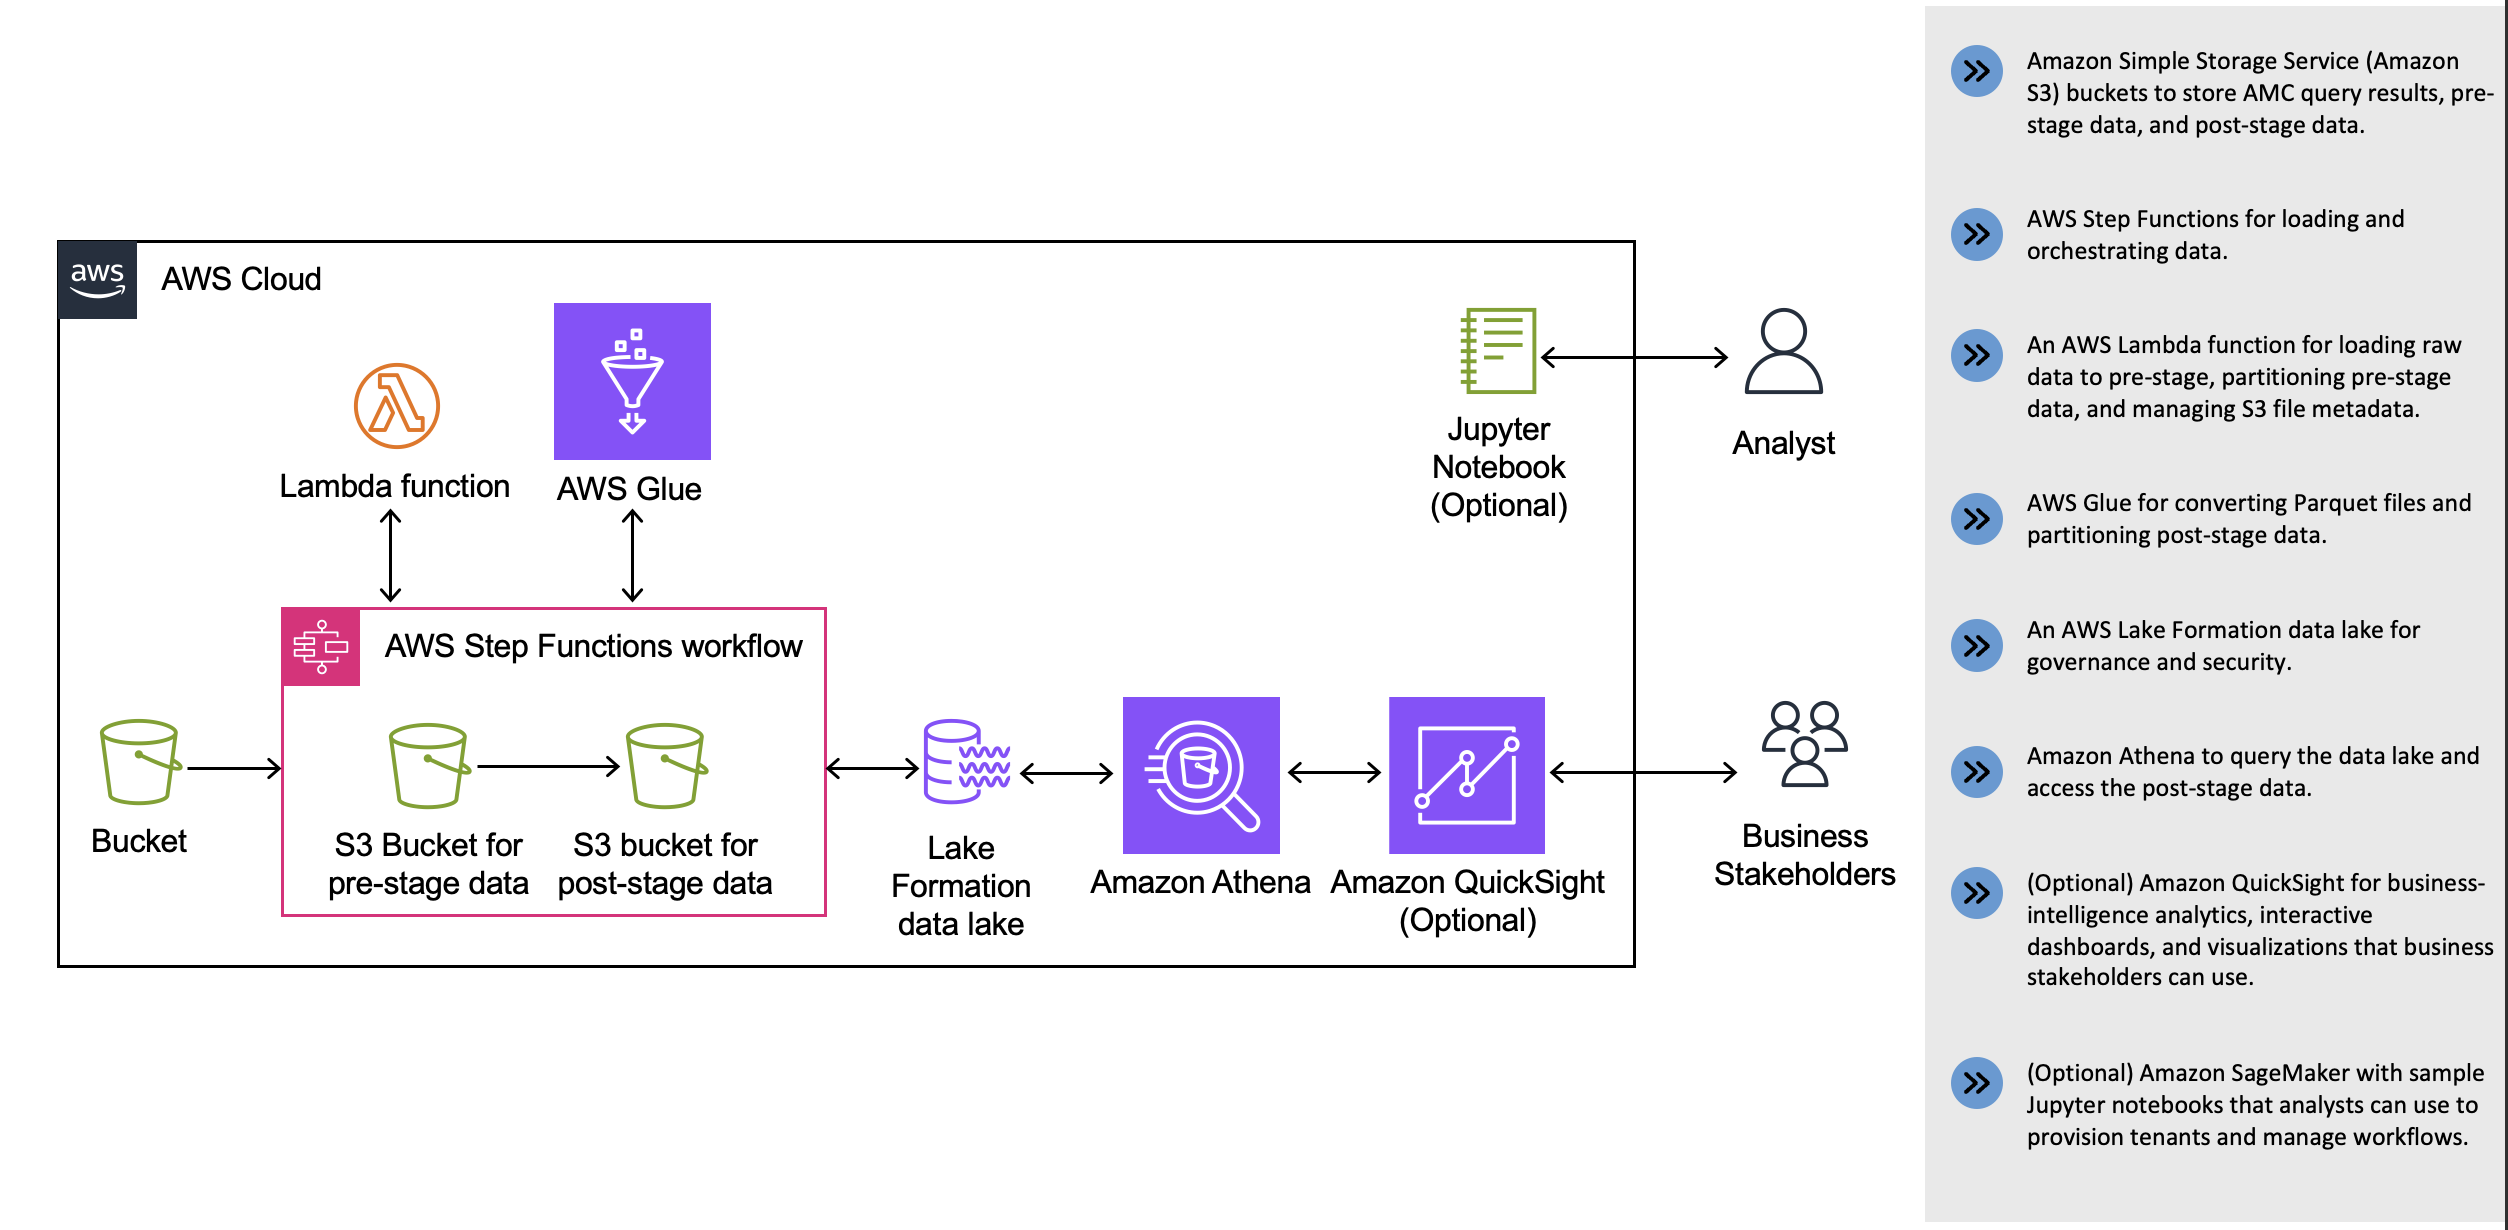 aws
AWS Cloud
Lambda function
AWS Glue
Jupyter
Notebook
(Optional)
Analyst
AWS Step Functions workflow
Bucket
S3 Bucket for
pre-stage data
S3 bucket for
post-stage data
Lake
Formation
data lake
Amazon Athena
Amazon QuickSight
(Optional)
Business
Stakeholders
Amazon Simple Storage Service (Amazon
S3) buckets to store AMC query results, pre-
stage data, and post-stage data.
AWS Step Functions for loading and
orchestrating data.
An AWS Lambda function for loading raw
data to pre-stage, partitioning pre-stage
data, and managing S3 file metadata.
AWS Glue for converting Parquet files and
partitioning post-stage data.
An AWS Lake Formation data lake for
governance and security.
Amazon Athena to query the data lake and
access the post-stage data.
(Optional) Amazon QuickSight for business-
intelligence analytics, interactive
dashboards, and visualizations that business
stakeholders can use.
(Optional) Amazon SageMaker with sample
Jupyter notebooks that analysts can use to
provision tenants and manage workflows.